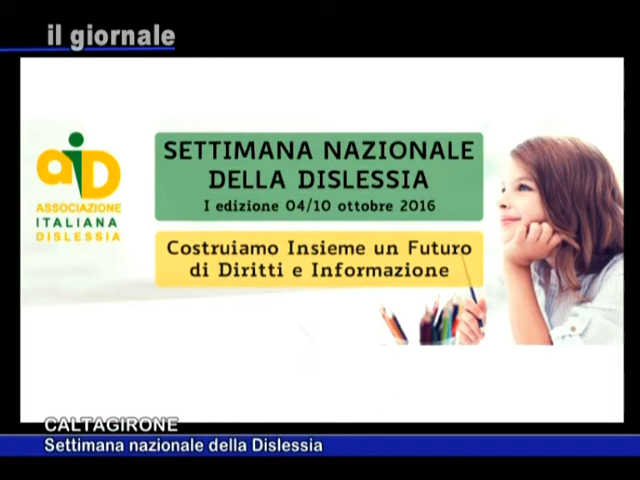 il giornale
aiD
ASSOCIAZIONE
ITALIANA
DISLESSIA
SETTIMANA NAZIONALE
DELLA DISLESSIA
I edizione 04/10 ottobre 2016
Costruiamo Insieme un Futuro
di Diritti e Informazione
CALTAGIRONE
Settimana nazionale della Dislessia